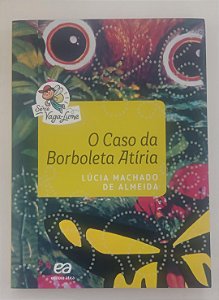 Série
Vaga-Lume
O Caso da
Borboleta Atíria
LÚCIA MACHADO
DE ALMEIDA
editora ática